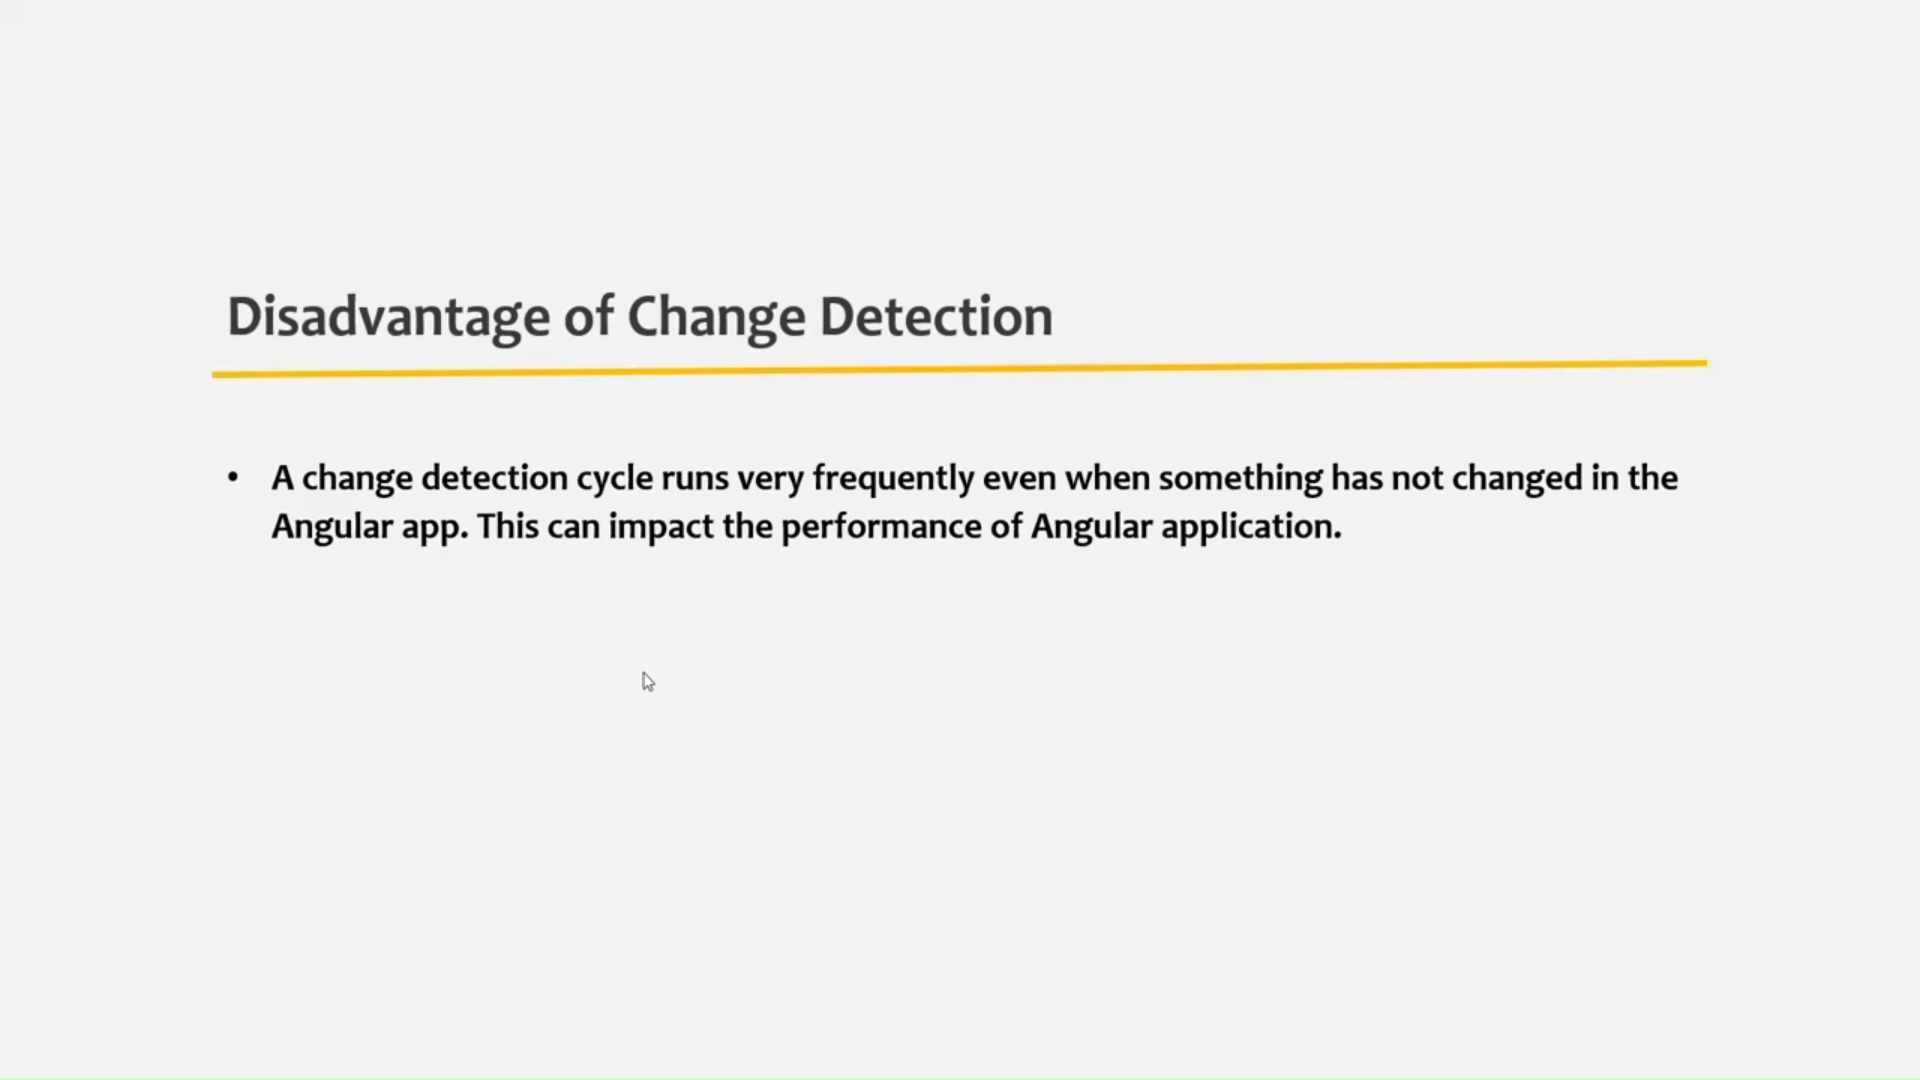 Disadvantage of Change Detection
• A change detection cycle runs very frequently even when something has not changed in the
Angular app. This can impact the performance of Angular application.